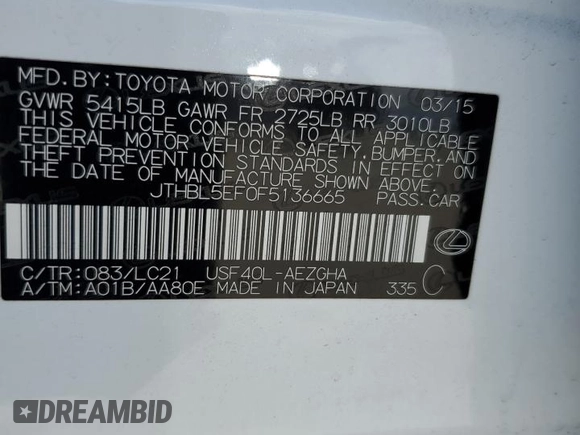 MFD. BY: TOYOTA MOTOR CORPORATION 03/15
GVWR 5415LB GAWR FR 2725LB RR 3010LB
THIS VEHICLE CONFORMS TO ALL APPLICABLE
FEDERAL MOTOR VEHICLE SAFETY, BUMPER, AND
THEFT PREVENTION STANDARDS IN EFFECT ON
THE DATE OF MANUFACTURE SHOWN ABOVE.
JTHBL5EF0F5136665 PASS.CAR
C/TR: 083/LC21 USF40L-AEZGHA
A/TM: A01B/AA80E MADE IN JAPAN 335 C
DREAMBID